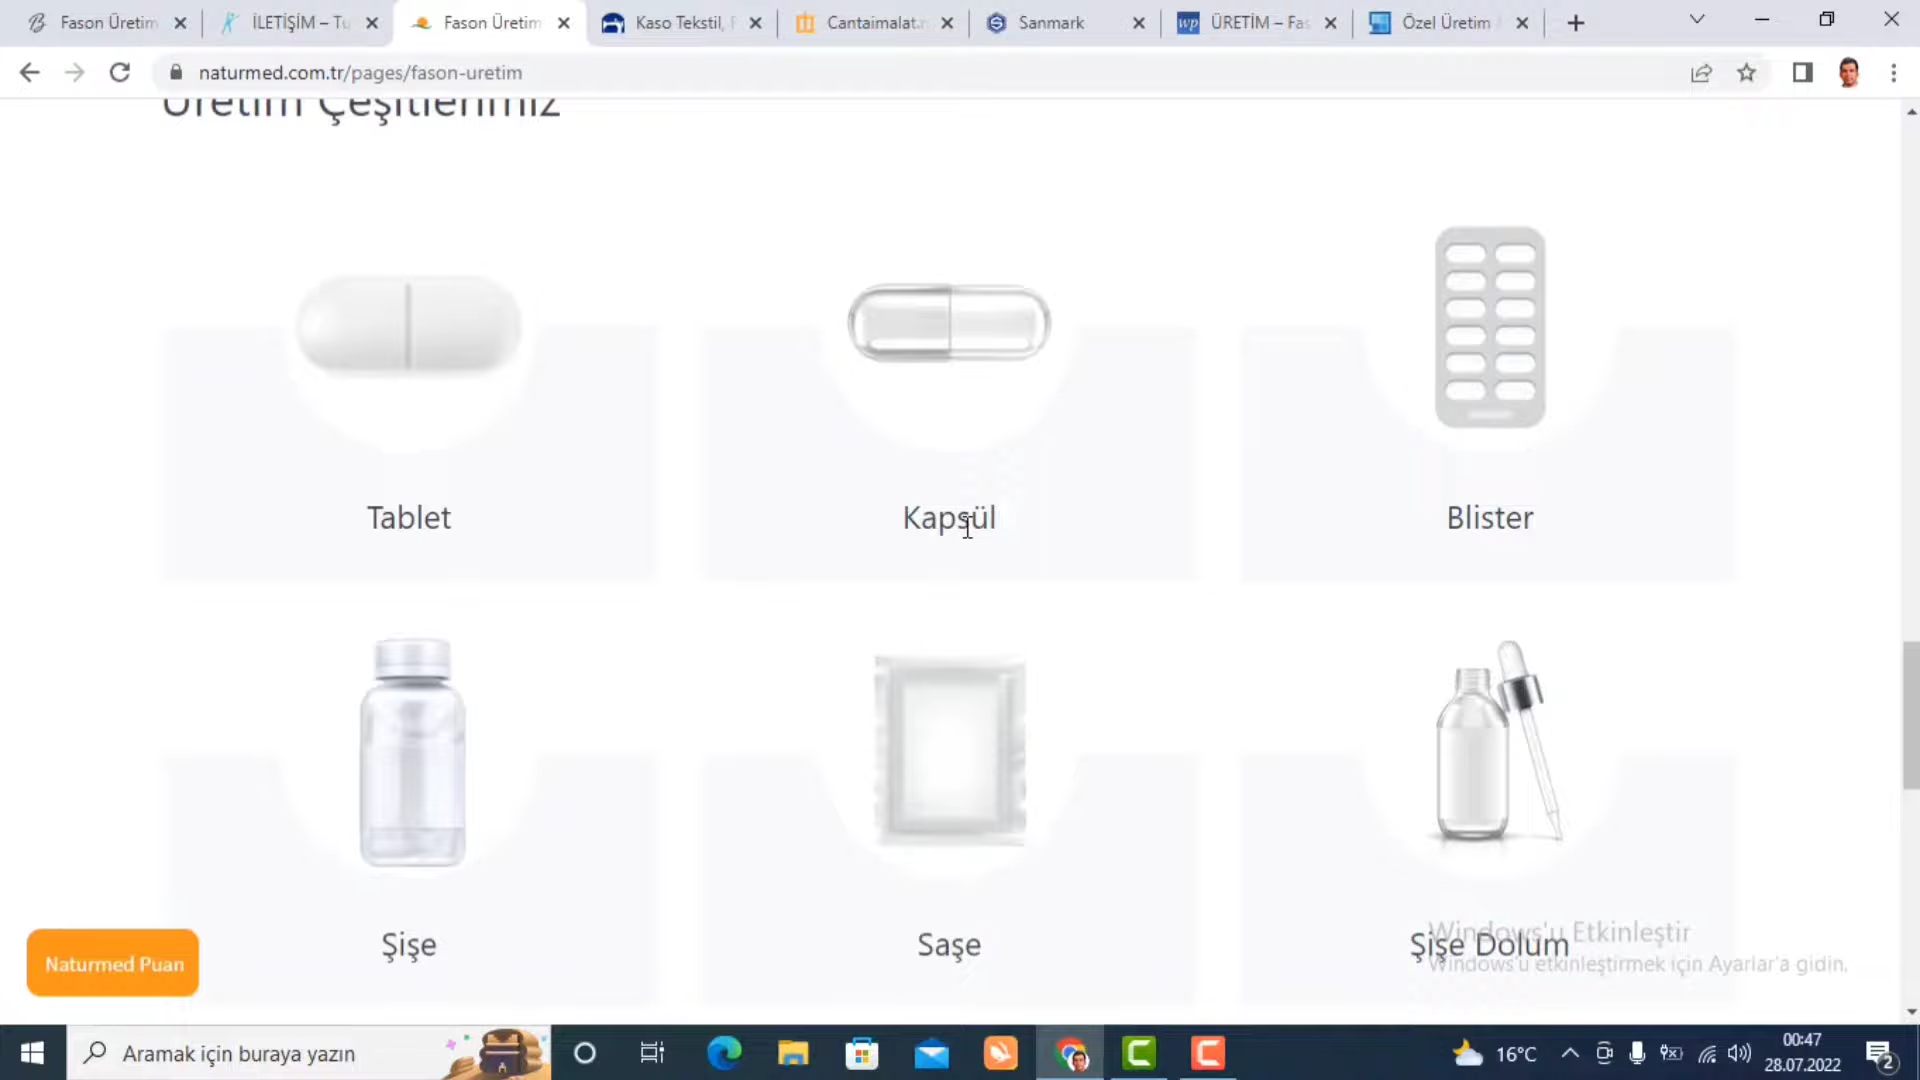 Fason Üretim
İLETİŞİM – Tu
Fason Üretim
Kaso Tekstil, F
Cantaimalat.
Sanmark
wp
ÜRETİM – Fas
Özel Üretim
naturmed.com.tr/pages/fason-uretim
Üretim Çeşitlerimiz
Tablet
Kapsül
Blister
Şişe
Saşe
Şişe Dolum
Windows'u Etkinleştir
Windows'u etkinleştirmek için Ayarlar'a gidin.
Naturmed Puan
Aramak için buraya yazın
16°C
00:47
28.07.2022
2